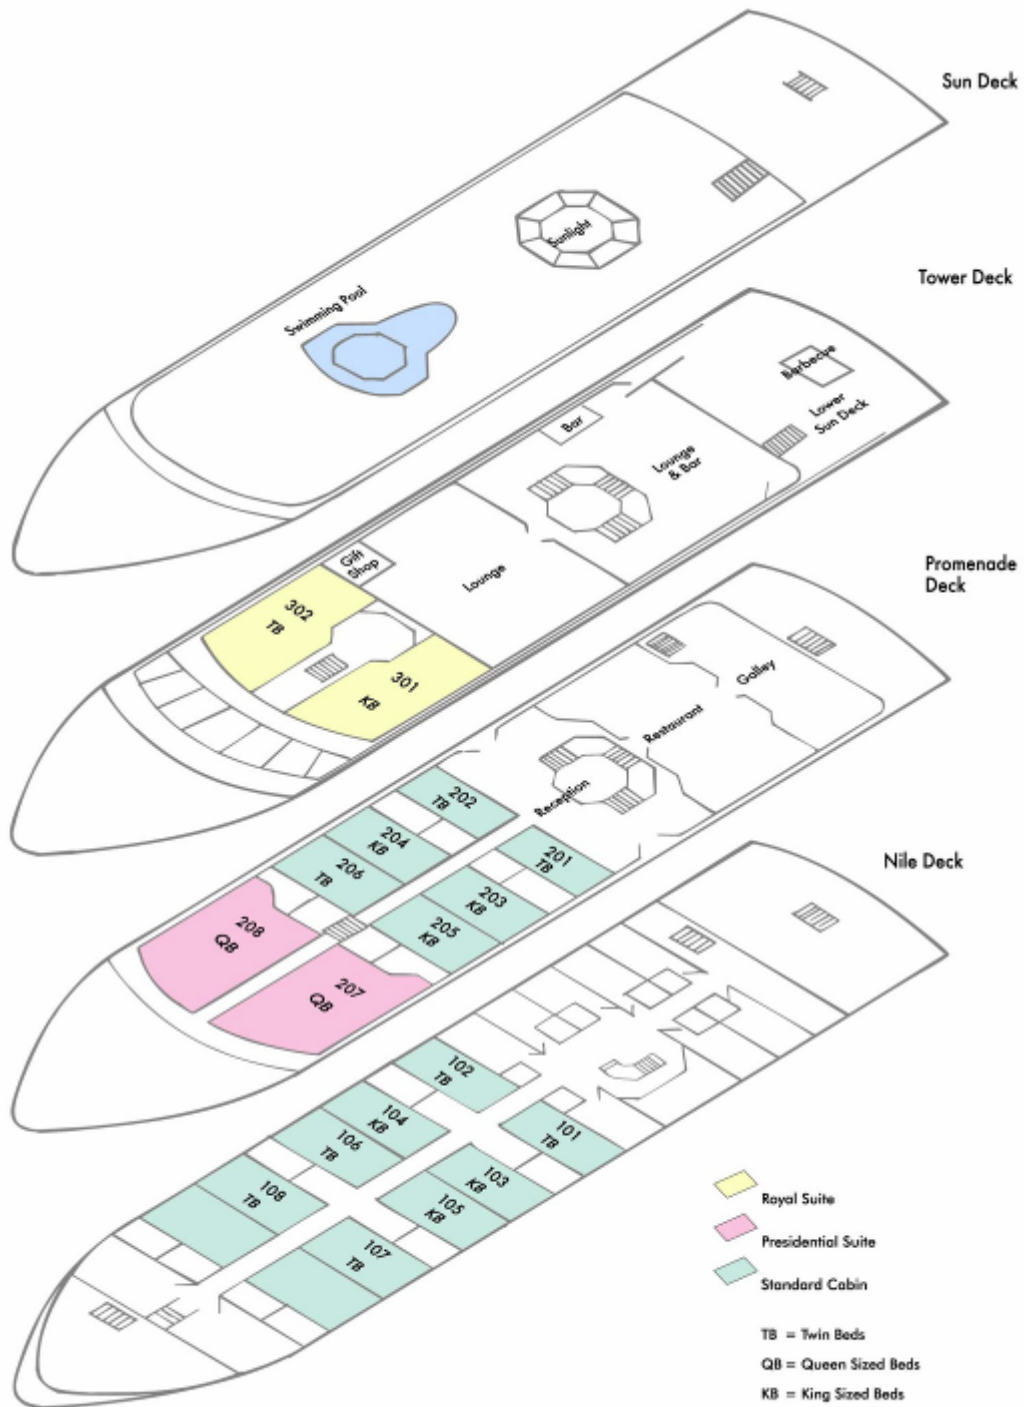 Sun Deck
Sunlight
Swimming Pool
Tower Deck
Barbecue
Lower
Sun Deck
Bar
Lounge
& Bar
Gift
Shop
Lounge
302
TB
301
KB
Promenade
Deck
Galley
Restaurant
Reception
202
TB
204
KB
206
TB
208
QB
201
TB
203
KB
205
KB
207
QB
Nile Deck
102
TB
104
KB
106
TB
108
TB
101
TB
103
KB
105
KB
107
TB
Royal Suite
Presidential Suite
Standard Cabin
TB = Twin Beds
QB = Queen Sized Beds
KB = King Sized Beds